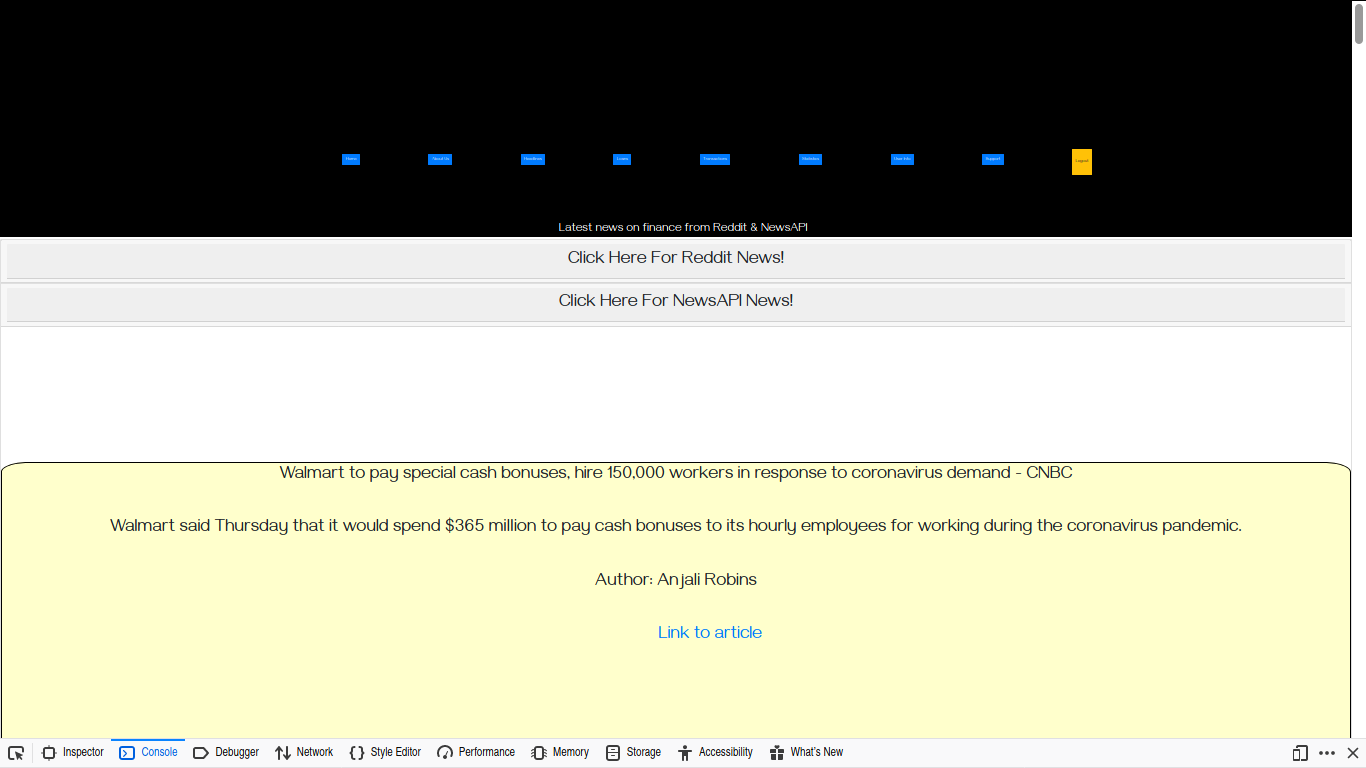 Home About Us Headlines Loans Transactions Websites User Info Support Logout
Latest news on finance from Reddit & NewsAPI
Click Here For Reddit News!
Click Here For NewsAPI News!
Walmart to pay special cash bonuses, hire 150,000 workers in response to coronavirus demand - CNBC
Walmart said Thursday that it would spend $365 million to pay cash bonuses to its hourly employees for working during the coronavirus pandemic.
Author: Anjali Robins
Link to article
Inspector Console Debugger Network Style Editor Performance Memory Storage Accessibility What's New